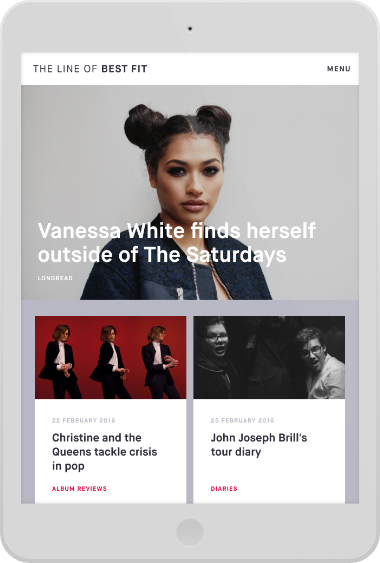 THE LINE OF BEST FIT
MENU
Vanessa White finds herself
outside of The Saturdays
LONGREAD
22 FEBRUARY 2016
Christine and the
Queens tackle crisis
in pop
ALBUM REVIEWS
25 FEBRUARY 2016
John Joseph Brill's
tour diary
DIARIES